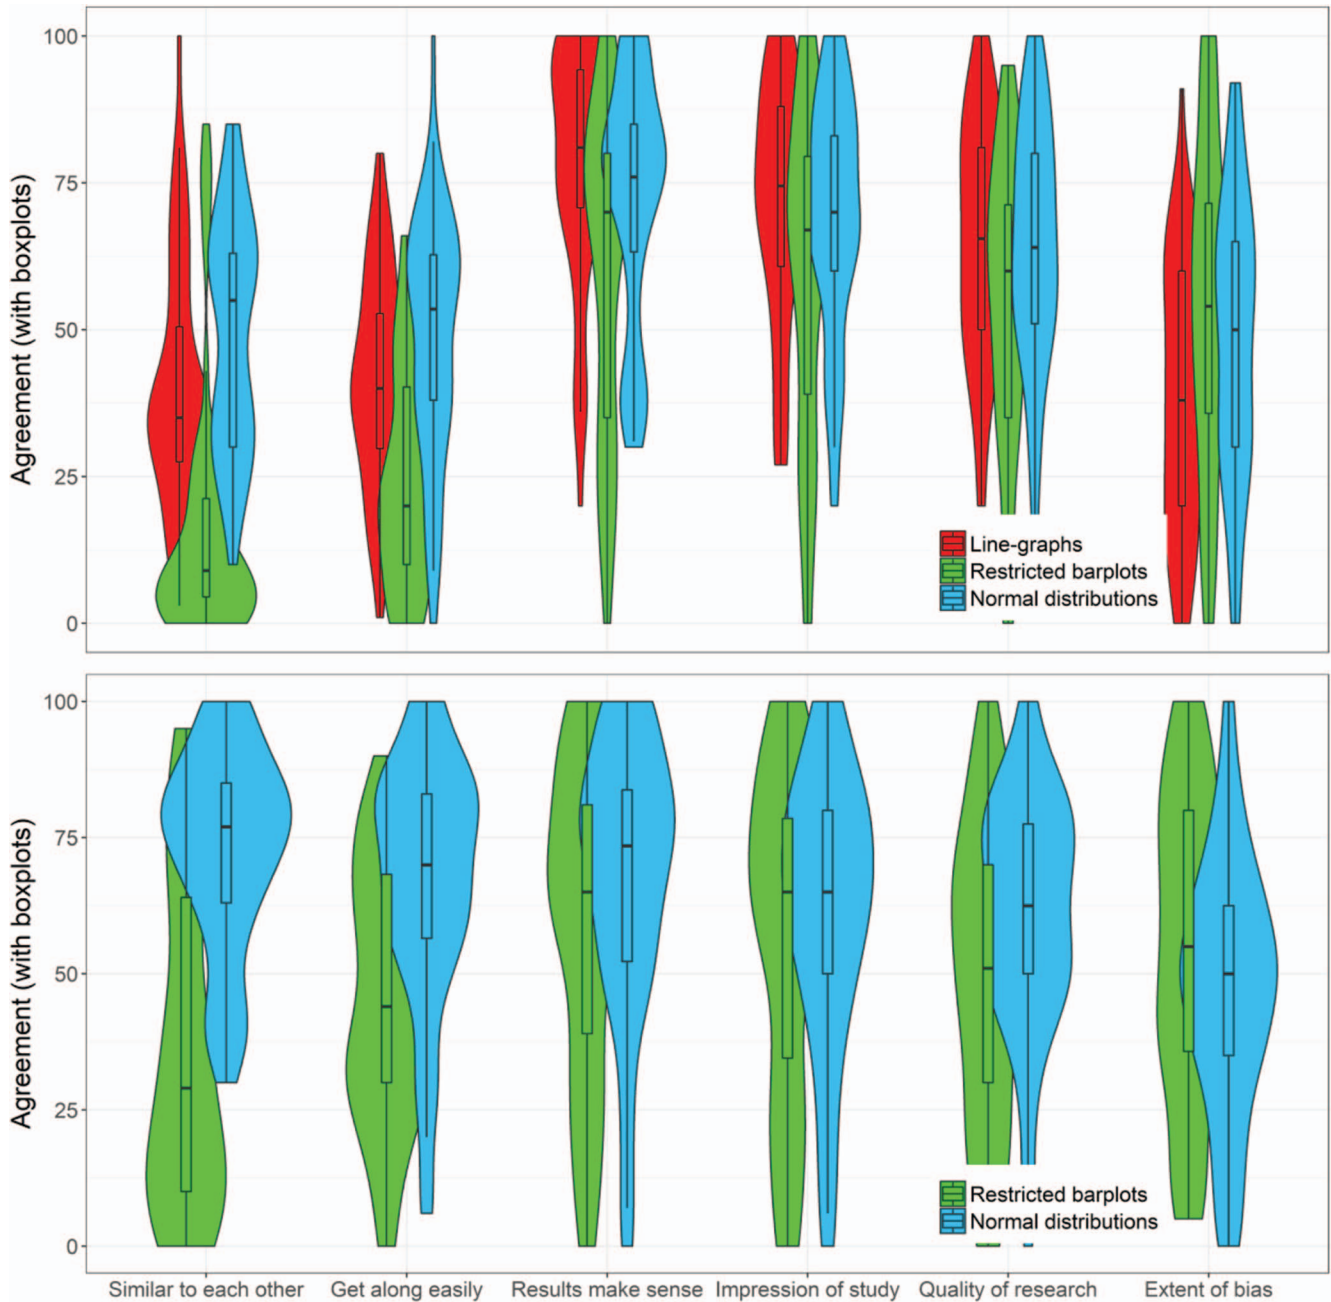 Agreement (with boxplots)
100
75
50
25
0
Line-graphs
Restricted barplots
Normal distributions
Agreement (with boxplots)
100
75
50
25
0
Restricted barplots
Normal distributions
Similar to each other Get along easily Results make sense Impression of study Quality of research Extent of bias